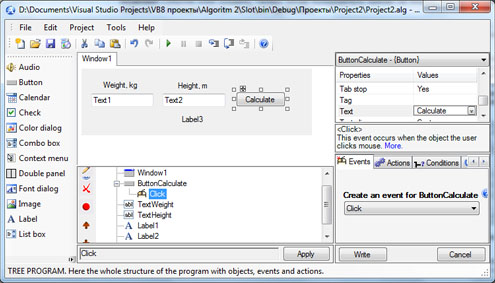 D:\Documents\Visual Studio Projects\VB8 проекты\Algoritm 2\Slot\bin\Debug\Проекты\Project2\Project2.alg - ...
File Edit Project Tools Help
Audio
Button
Calendar
Check
Color dialog
Combo box
Context menu
Double panel
Font dialog
Image
Label
List box
Window1
Weight, kg Height, m
Text1 Text2 Calculate
Label3
Window1
ButtonCalculate
Click
TextWeight
TextHeight
Label1
Label2
Click Apply
ButtonCalculate - {Button}
Properties Values
Tab stop Yes
Tag
Text Calculate
<Click>
This event occurs when the object the user
clicks mouse. More.
Events Actions Conditions
Create an event for ButtonCalculate
Click
Write Cancel
TREE PROGRAM. Here the whole structure of the program with objects, events and actions.